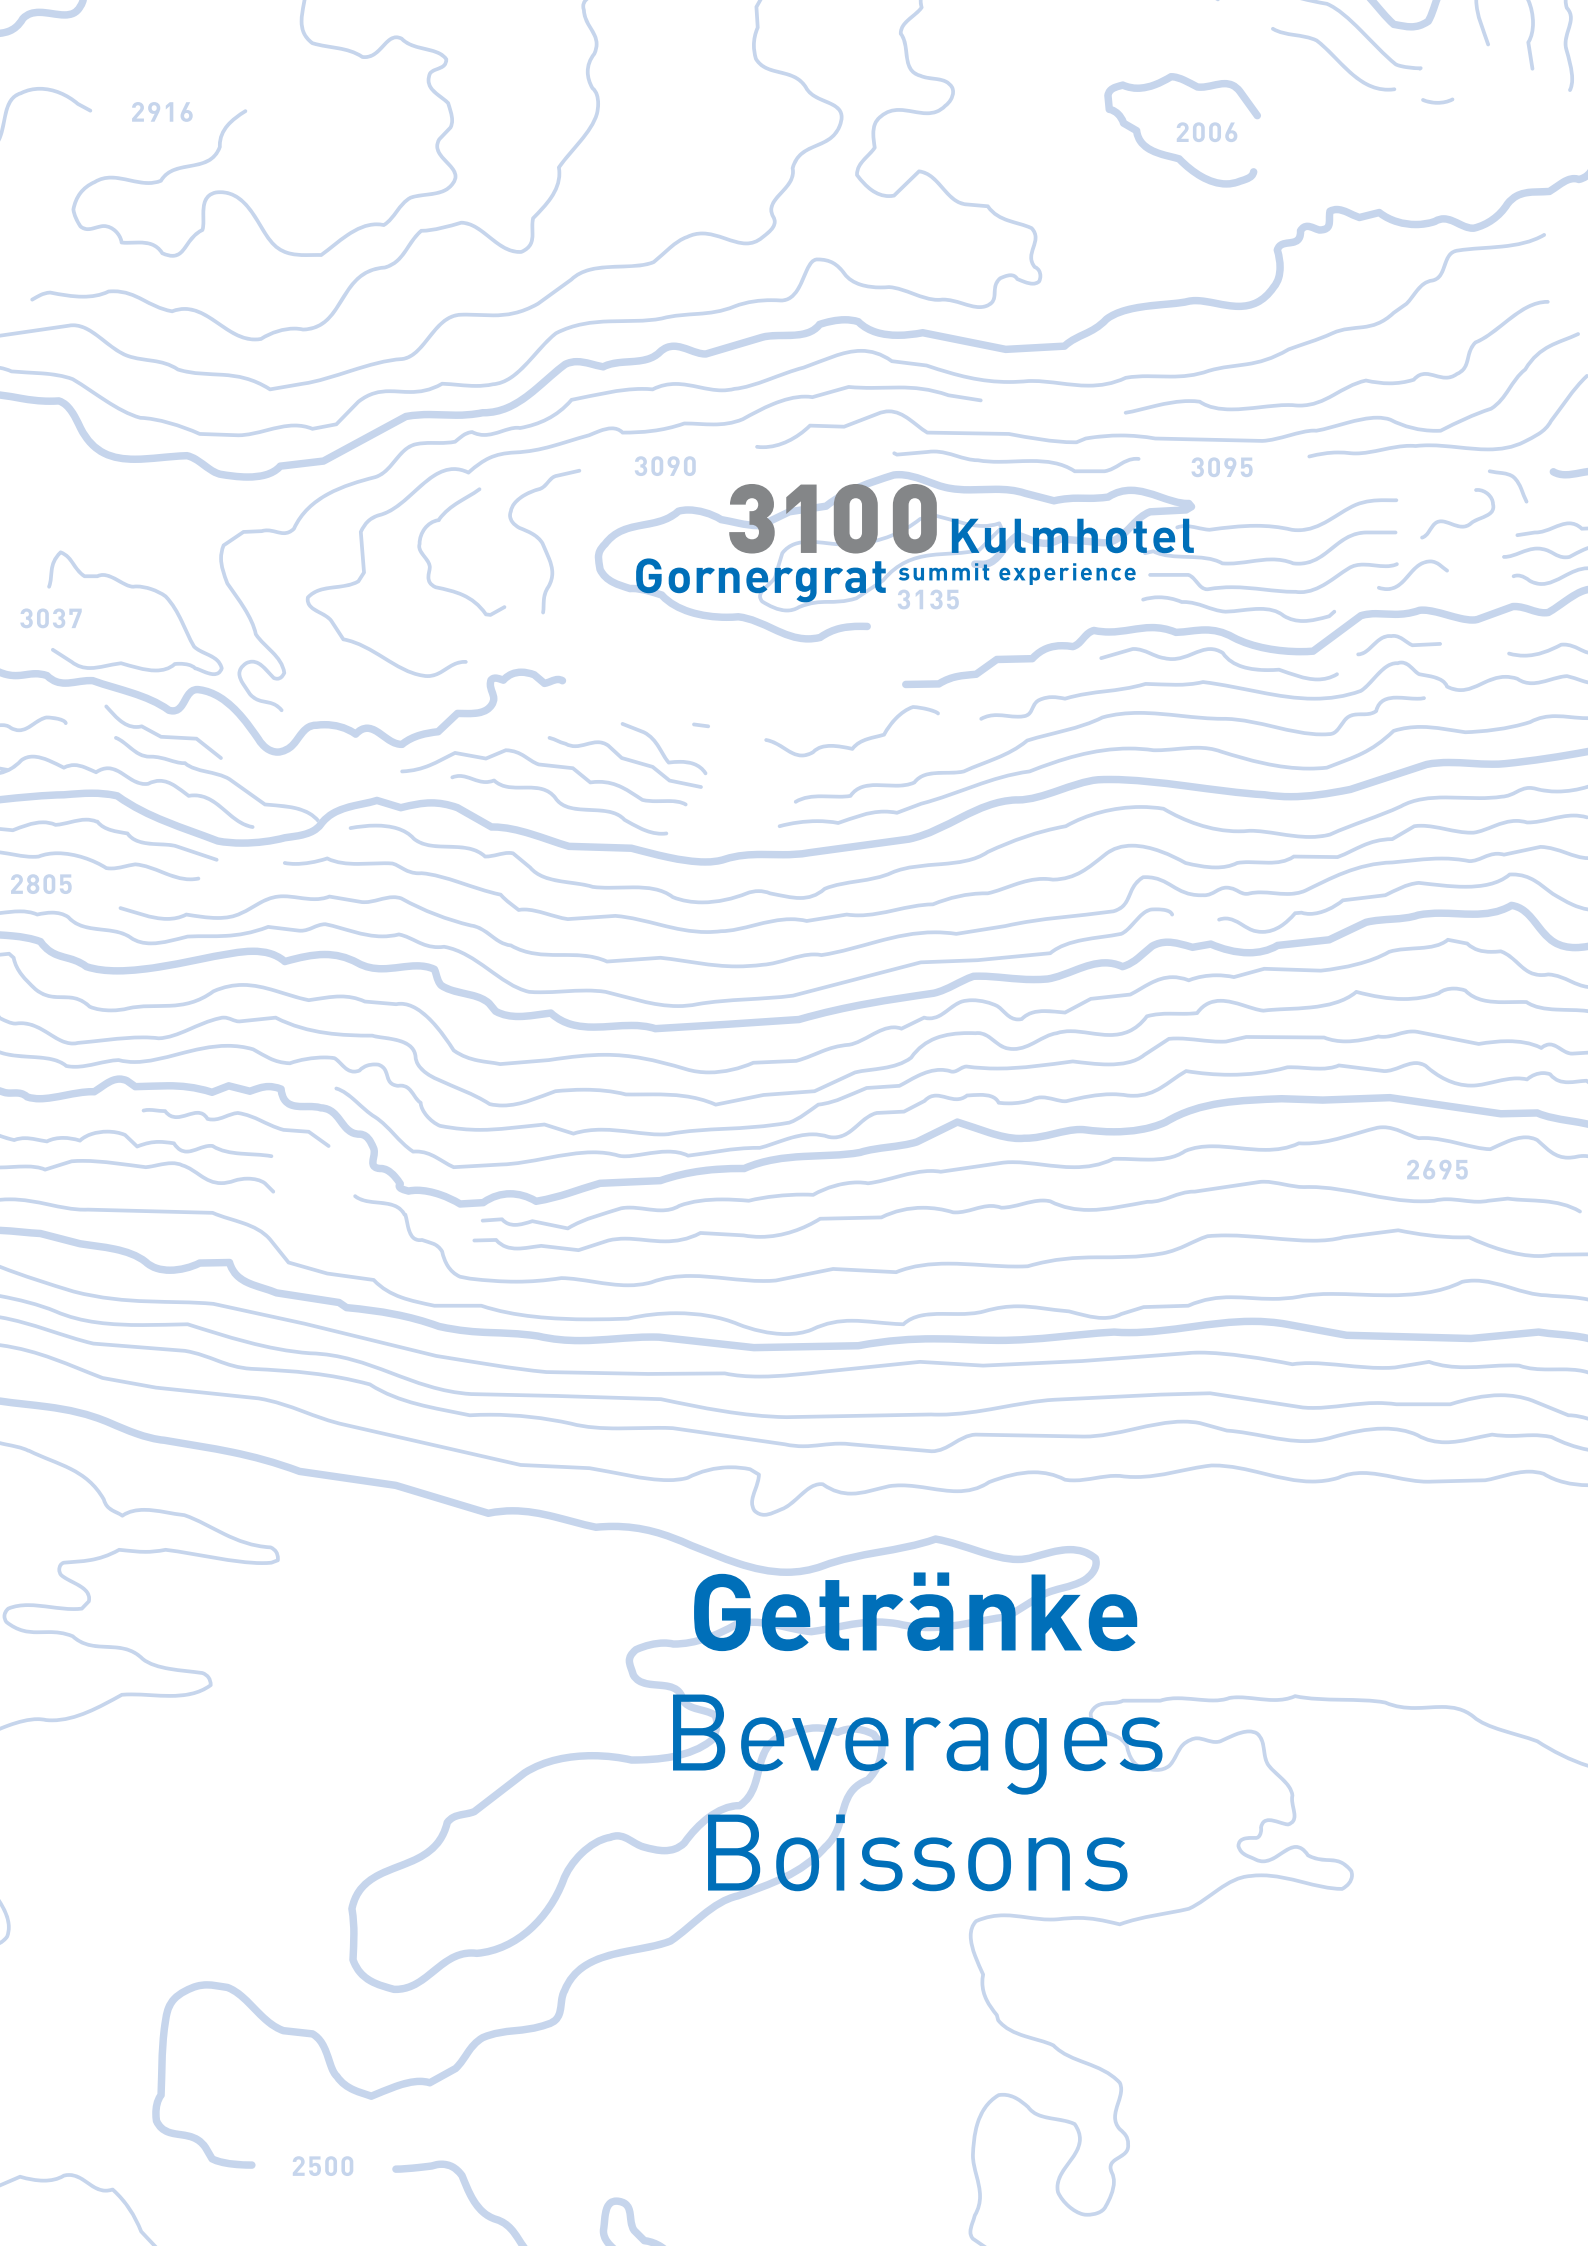 2916
2006
3090
3095
3100 Kulmhotel
Gornergrat summit experience
3135
3037
2805
2695
Getränke
Beverages
Boissons
2500